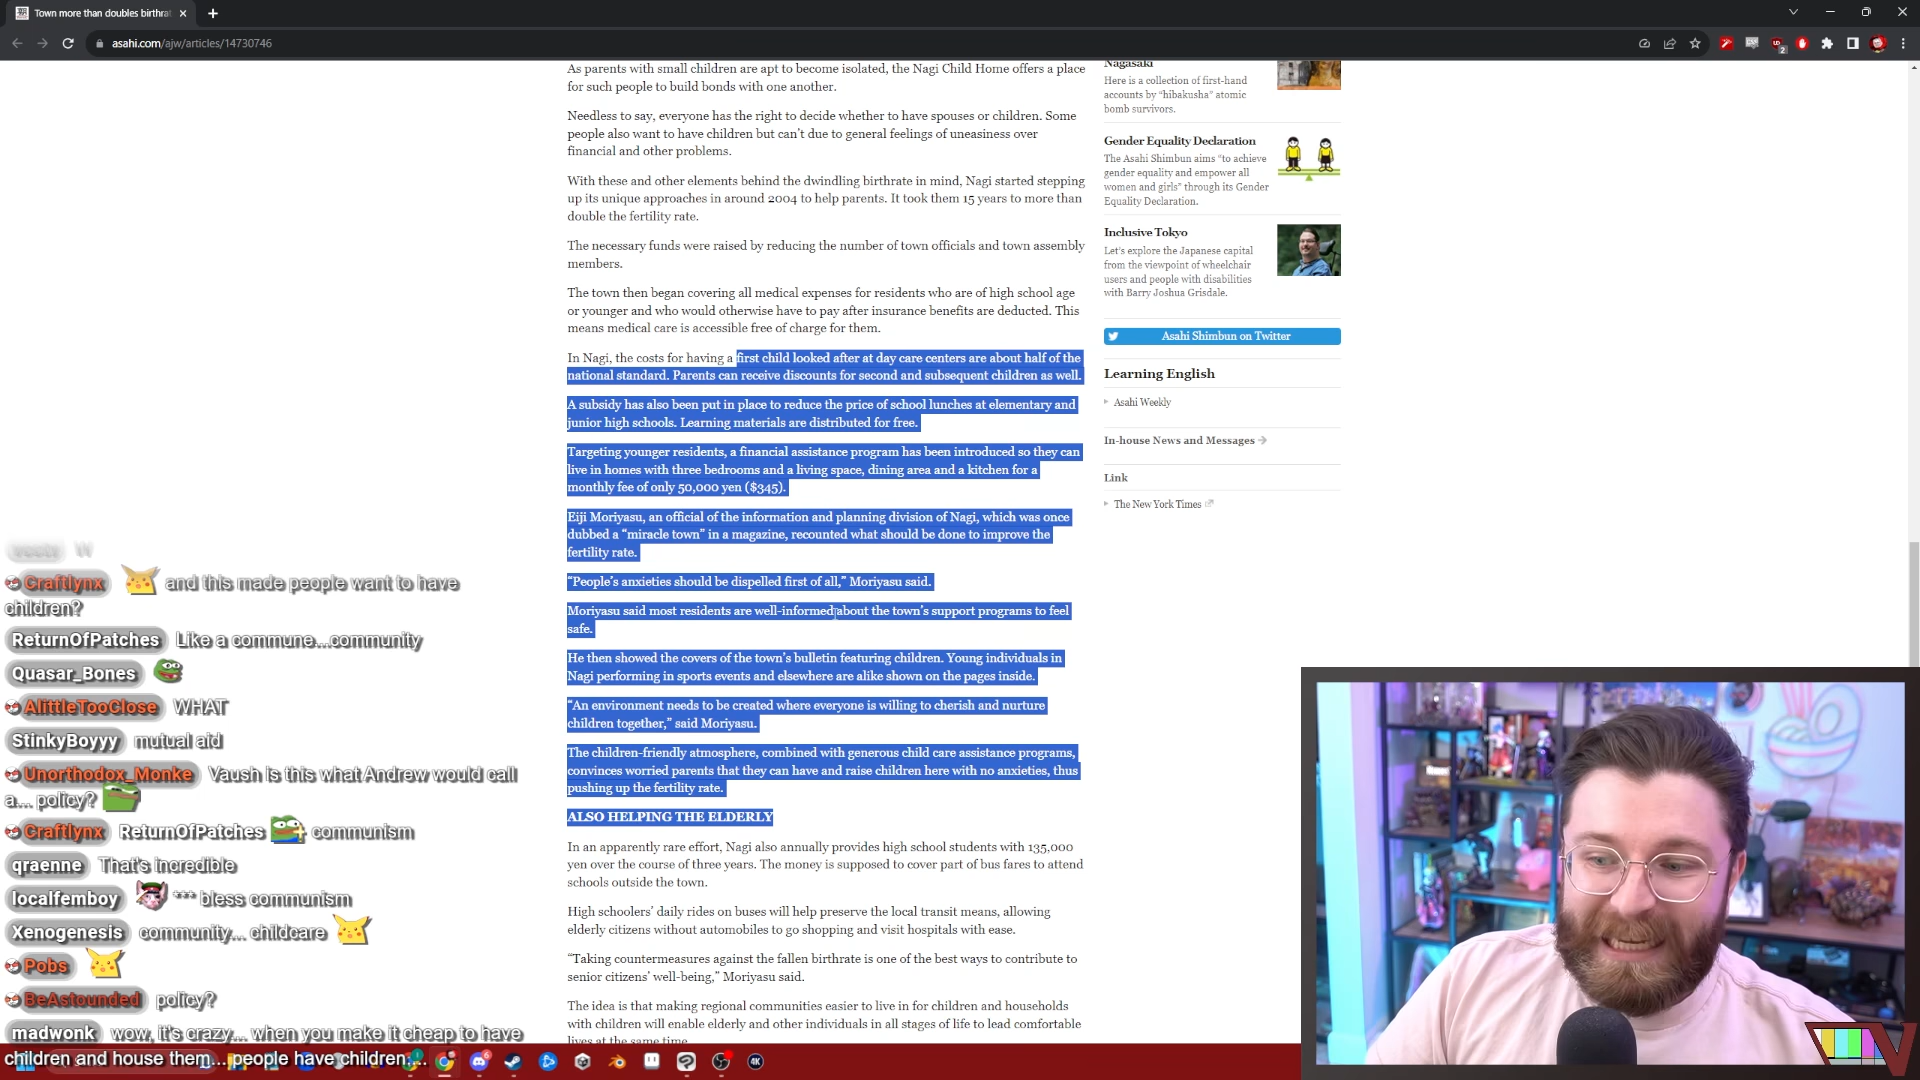 Town more than doubles birthra
asahi.com/ajw/articles/14730746
As parents with small children are apt to become isolated, the Nagi Child Home offers a place
for such people to build bonds with one another.
Needless to say, everyone has the right to decide whether to have spouses or children. Some
people also want to have children but can't due to general feelings of uneasiness over
financial and other problems.
With these and other elements behind the dwindling birthrate in mind, Nagi started stepping
up its unique approaches in around 2004 to help parents. It took them 15 years to more than
double the fertility rate.
The necessary funds were raised by reducing the number of town officials and town assembly
members.
The town then began covering all medical expenses for residents who are of high school age
or younger and who would otherwise have to pay after insurance benefits are deducted. This
means medical care is accessible free of charge for them.
In Nagi, the costs for having a first child looked after at day care centers are about half of the
national standard. Parents can receive discounts for second and subsequent children as well.
A subsidy has also been put in place to reduce the price of school lunches at elementary and
junior high schools. Learning materials are distributed for free.
Targeting younger residents, a financial assistance program has been introduced so they can
live in homes with three bedrooms and a living space, dining area and a kitchen for a
monthly fee of only 50,000 yen ($345).
Eiji Moriyasu, an official of the information and planning division of Nagi, which was once
dubbed a “miracle town” in a magazine, recounted what should be done to improve the
fertility rate.
“People's anxieties should be dispelled first of all,” Moriyasu said.
Moriyasu said most residents are well-informed about the town's support programs to feel
safe.
He then showed the covers of the town's bulletin featuring children. Young individuals in
Nagi performing in sports events and elsewhere are alike shown on the pages inside.
“An environment needs to be created where everyone is willing to cherish and nurture
children together,” said Moriyasu.
The children-friendly atmosphere, combined with generous child care assistance programs,
convinces worried parents that they can have and raise children here with no anxieties, thus
pushing up the fertility rate.
ALSO HELPING THE ELDERLY
In an apparently rare effort, Nagi also annually provides high school students with 135,000
yen over the course of three years. The money is supposed to cover part of bus fares to attend
schools outside the town.
High schoolers' daily rides on buses will help preserve the local transit means, allowing
elderly citizens without automobiles to go shopping and visit hospitals with ease.
“Taking countermeasures against the fallen birthrate is one of the best ways to contribute to
senior citizens' well-being,” Moriyasu said.
The idea is that making regional communities easier to live in for children and households
with children will enable elderly and other individuals in all stages of life to lead comfortable
lives at the same time.
Nagasaki
Here is a collection of first-hand
accounts by “hibakusha” atomic
bomb survivors.
Gender Equality Declaration
The Asahi Shimbun aims “to achieve
gender equality and empower all
women and girls” through its Gender
Equality Declaration.
Inclusive Tokyo
Let's explore the Japanese capital
from the viewpoint of wheelchair
users and people with disabilities
with Barry Joshua Grisdale.
Asahi Shimbun on Twitter
Learning English
Asahi Weekly
In-house News and Messages
Link
The New York Times
Craftlynx and this made people want to have
children?
ReturnOfPatches Like a commune...community
Quasar_Bones
AlittleTooClose WHAT
StinkyBoyyy mutual aid
Unorthodox_Monke Vaush is this what Andrew would call
a... policy?
Craftlynx ReturnOfPatches communism
qraenne That's incredible
localfemboy *** bless communism
Xenogenesis community... childcare
Pobs
BeAstounded policy?
madwonk wow, it's crazy... when you make it cheap to have
children and house them... people have children...